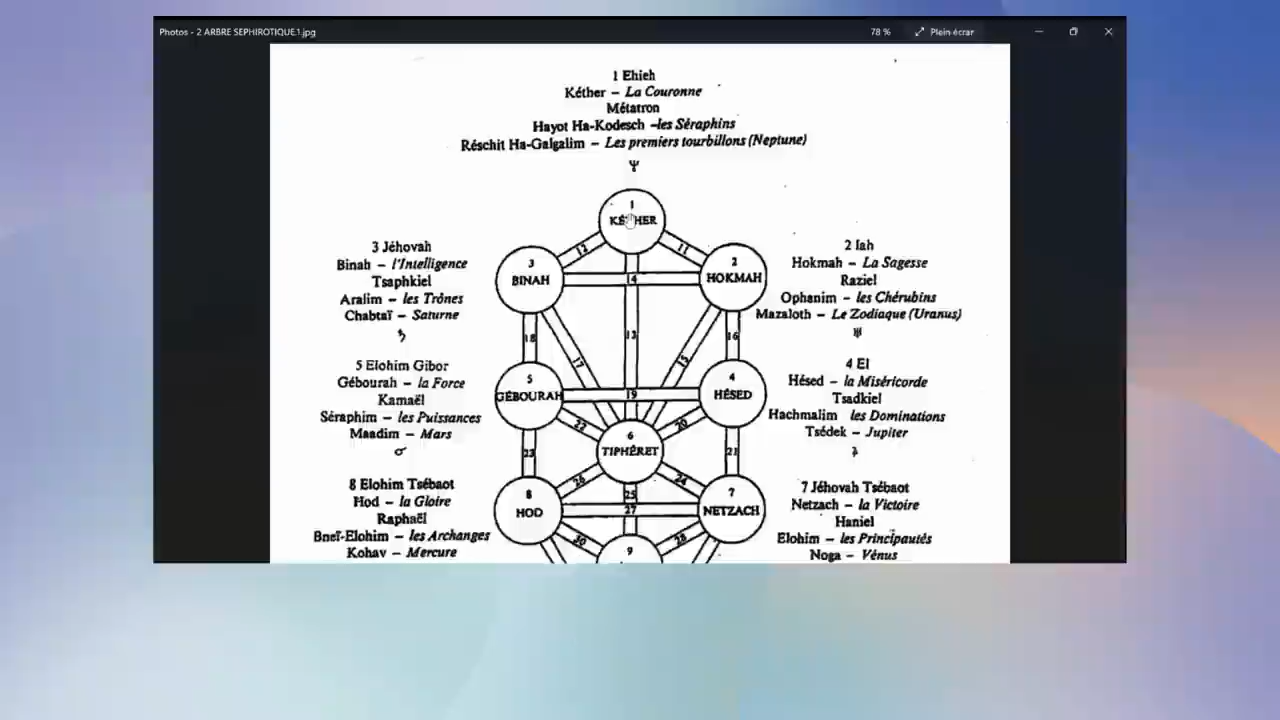 Photos - 2 ARBRE SEPHIROTIQUE1.jpg
78 %
Plein écran
1 Ehieh
Kéther – La Couronne
Métatron
Hayot Ha-Kodesch –les Séraphins
Réschit Ha-Galgalim – Les premiers tourbillons (Neptune)
♆
1
KÉTHER
12
11
3 Jéhovah
Binah – l'Intelligence
Tsaphkiel
Aralim – les Trônes
Chabtaï – Saturne
♄
3
BINAH
14
2
HOKMAH
2 Iah
Hokmah – La Sagesse
Raziel
Ophanim – les Chérubins
Mazaloth – Le Zodiaque (Uranus)
♅
18
17
13
15
16
5 Elohim Gibor
Gébourah – la Force
Kamaël
Séraphim – les Puissances
Maadim – Mars
♂
5
GÉBOURAH
19
4
HÉSED
4 El
Hésed – la Miséricorde
Tsadkiel
Hachmalim les Dominations
Tsédek – Jupiter
♃
22
20
6
TIPHÉRET
23
21
26
25
24
8 Elohim Tsébaot
Hod – la Gloire
Raphaël
Bneï-Elohim – les Archanges
Kohav – Mercure
8
HOD
27
7
NETZACH
7 Jéhovah Tsébaot
Netzach – la Victoire
Haniel
Elohim – les Principautés
Noga – Vénus
30
28
9